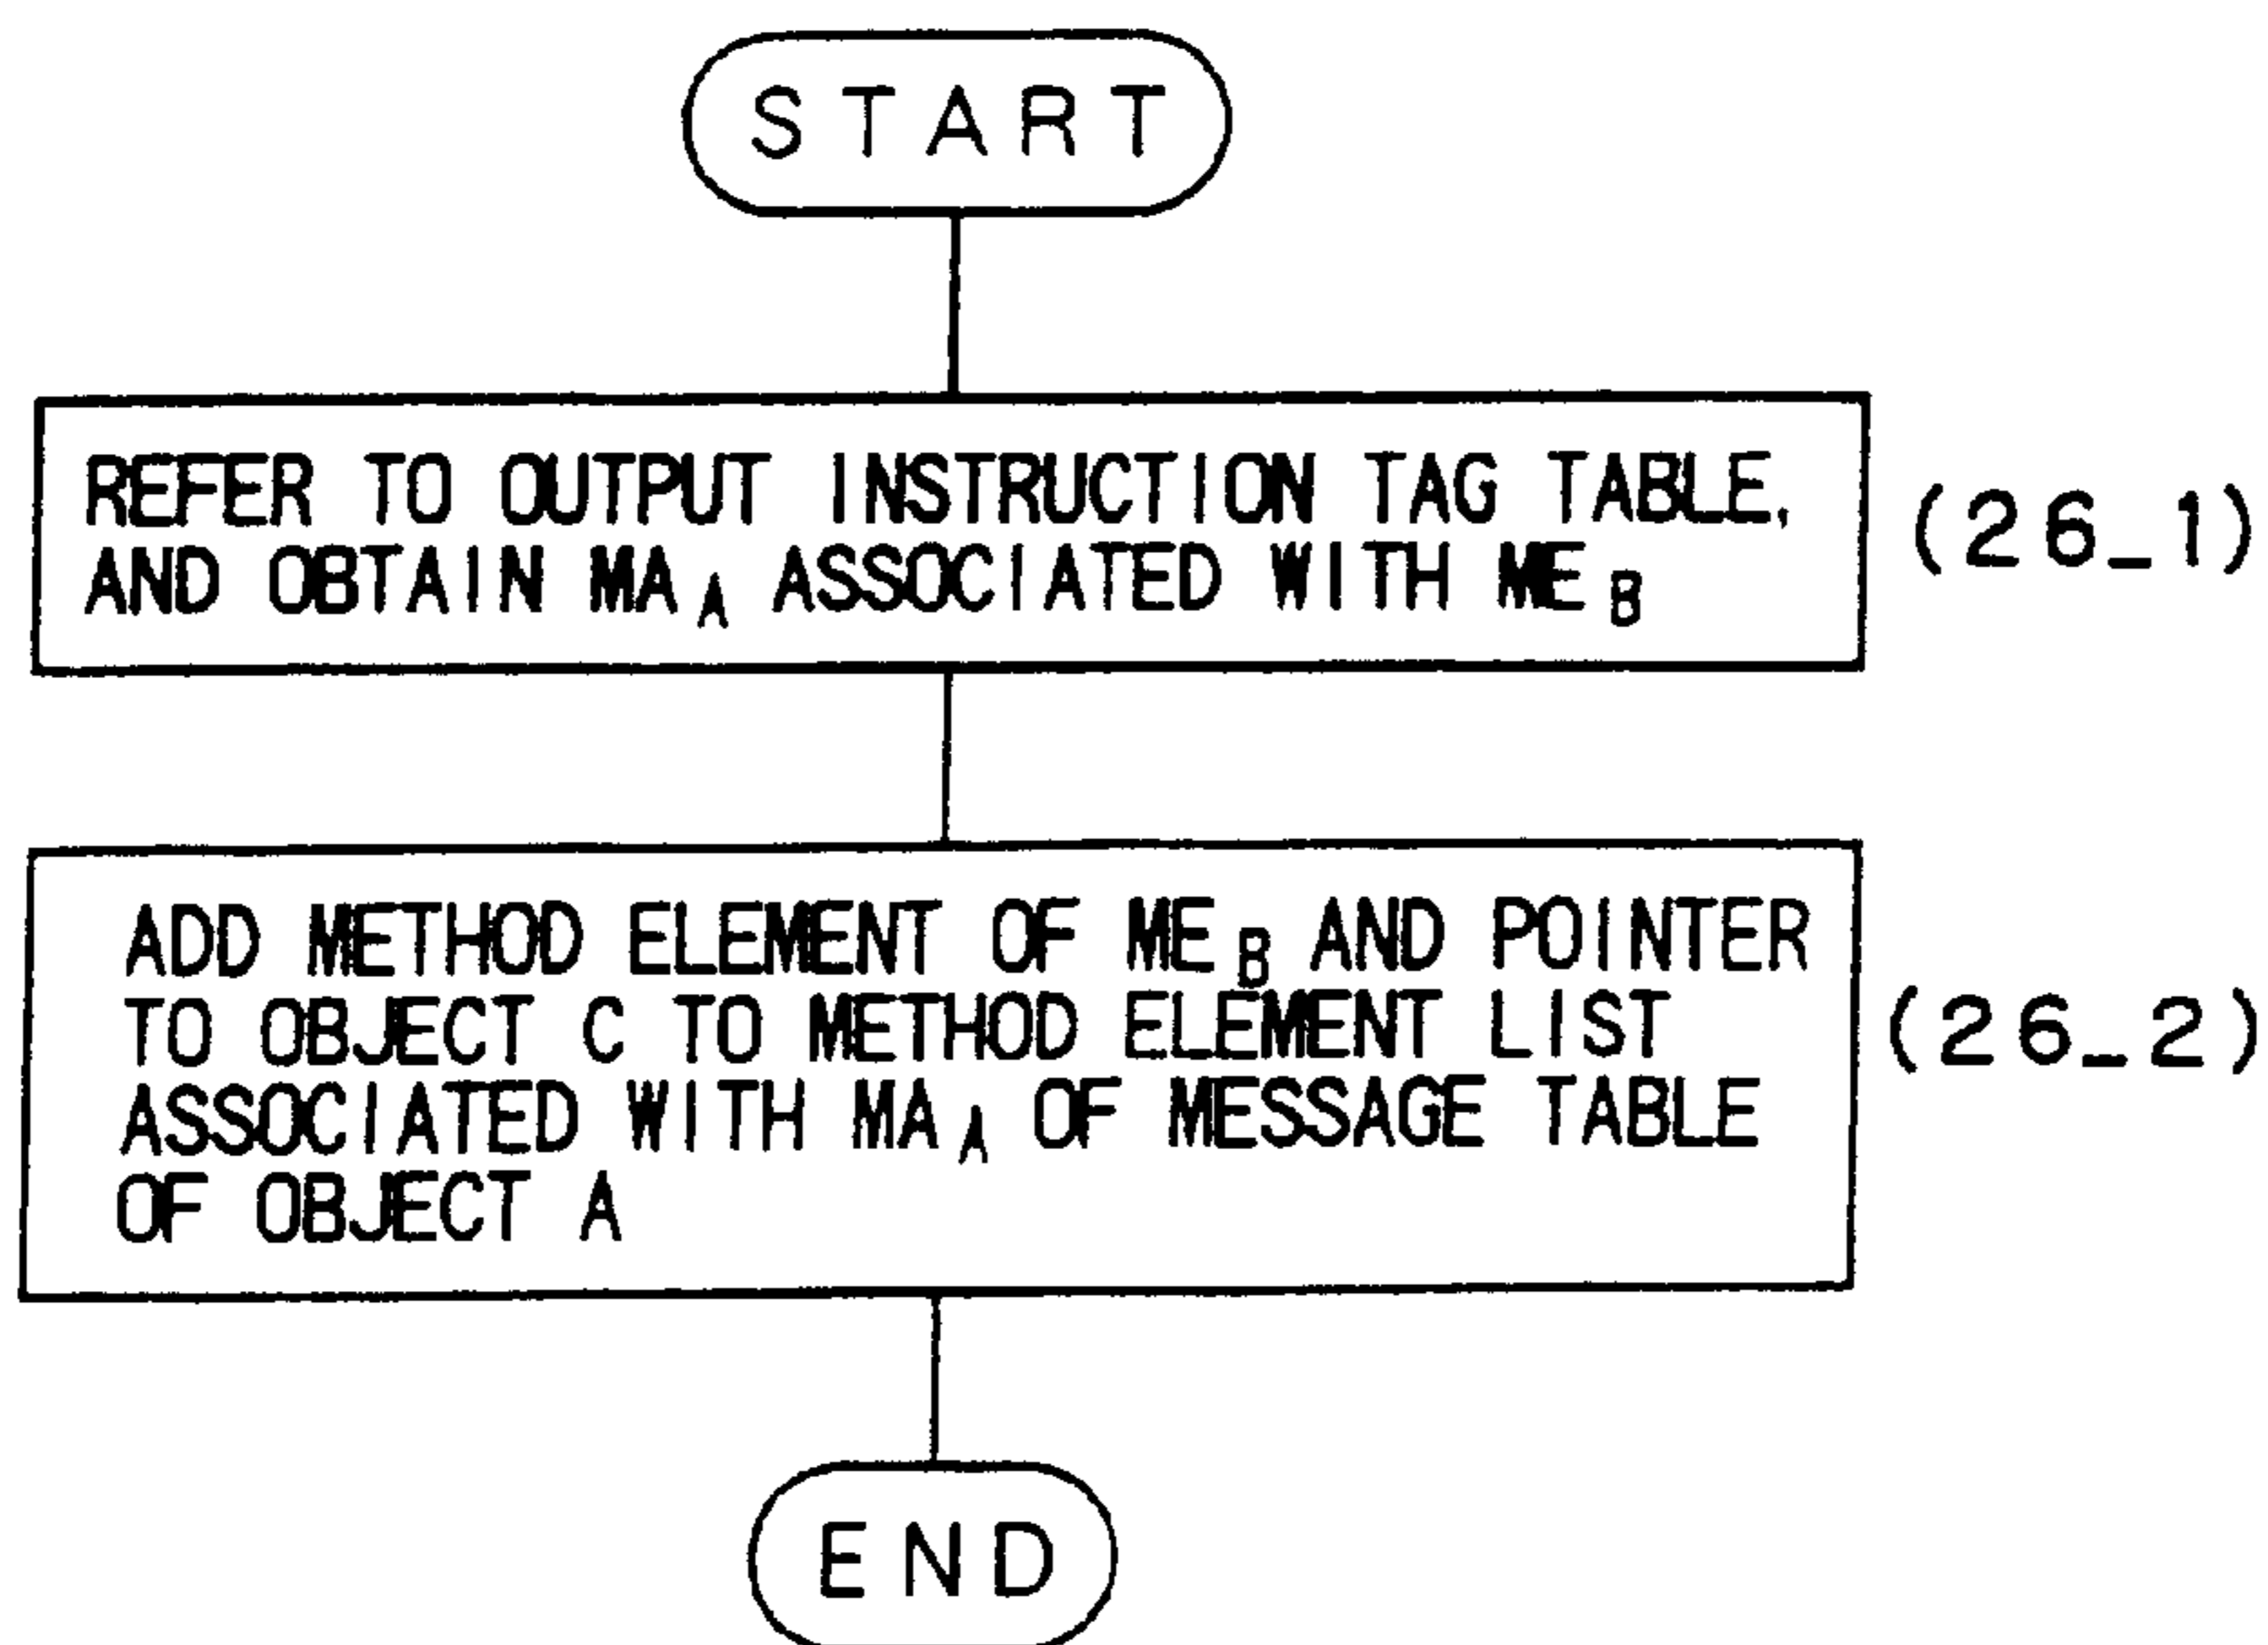 START
REFER TO OUTPUT INSTRUCTION TAG TABLE,
AND OBTAIN MA A ASSOCIATED WITH ME B
(26_1)
ADD METHOD ELEMENT OF ME B AND POINTER
TO OBJECT C TO METHOD ELEMENT LIST
ASSOCIATED WITH MA A OF MESSAGE TABLE
OF OBJECT A
(26_2)
END